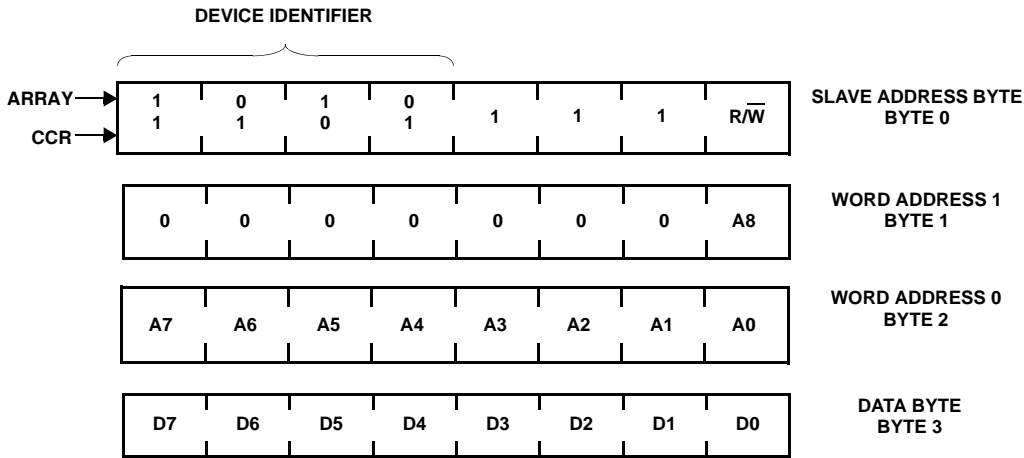 DEVICE IDENTIFIER
ARRAY
CCR
1 0 1 0
1 1 0 1 1 1 1 R/W̅
SLAVE ADDRESS BYTE
BYTE 0
0 0 0 0 0 0 0 A8
WORD ADDRESS 1
BYTE 1
A7 A6 A5 A4 A3 A2 A1 A0
WORD ADDRESS 0
BYTE 2
D7 D6 D5 D4 D3 D2 D1 D0
DATA BYTE
BYTE 3